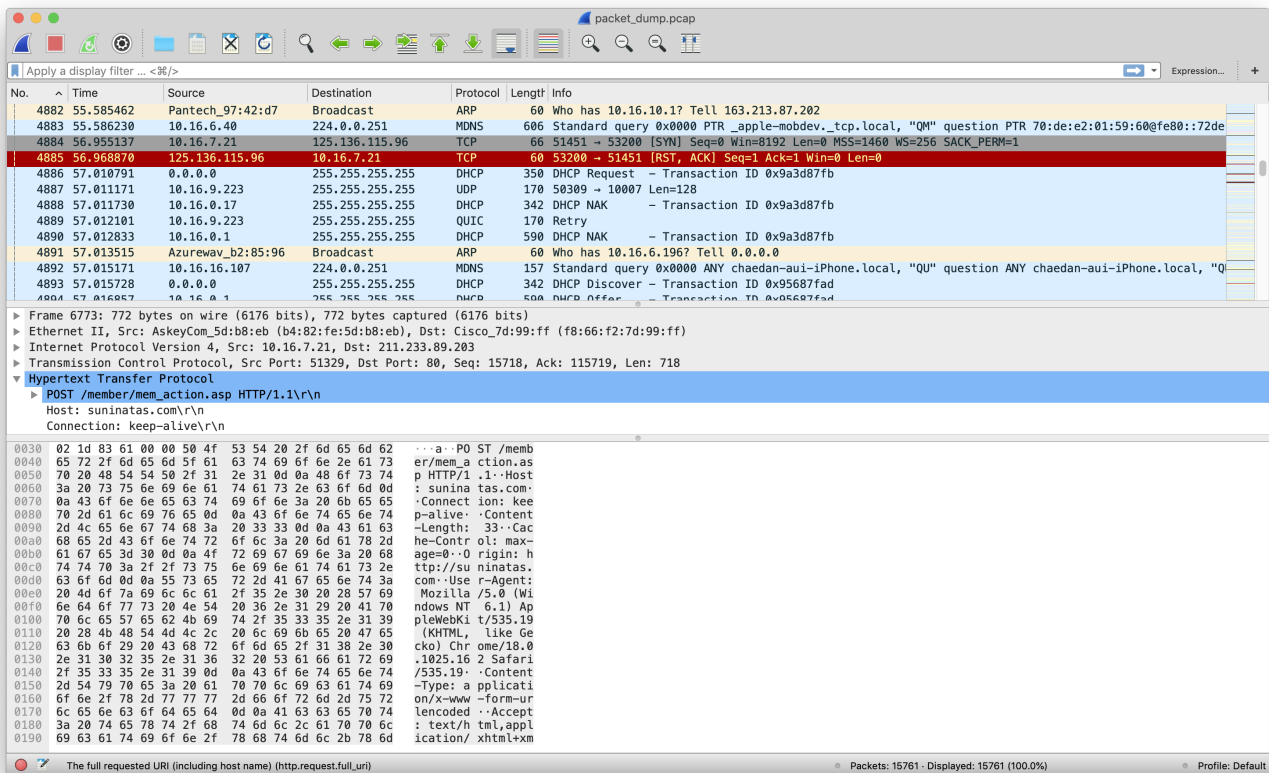 packet_dump.pcap
Apply a display filter ... <⌘/>
Expression...
+
No. Time Source Destination Protocol Length Info
4882 55.585462 Pantech_97:42:d7 Broadcast ARP 60 Who has 10.16.10.1? Tell 163.213.87.202
4883 55.586230 10.16.6.40 224.0.0.251 MDNS 606 Standard query 0x0000 PTR _apple-mobdev._tcp.local, "QM" question PTR 70:de:e2:01:59:60@fe80::72de
4884 56.955137 10.16.7.21 125.136.115.96 TCP 66 51451 → 53200 [SYN] Seq=0 Win=8192 Len=0 MSS=1460 WS=256 SACK_PERM=1
4885 56.968870 125.136.115.96 10.16.7.21 TCP 60 53200 → 51451 [RST, ACK] Seq=1 Ack=1 Win=0 Len=0
4886 57.010791 0.0.0.0 255.255.255.255 DHCP 350 DHCP Request – Transaction ID 0x9a3d87fb
4887 57.011171 10.16.9.223 255.255.255.255 UDP 170 50309 → 10007 Len=128
4888 57.011730 10.16.0.17 255.255.255.255 DHCP 342 DHCP NAK – Transaction ID 0x9a3d87fb
4889 57.012101 10.16.9.223 255.255.255.255 QUIC 170 Retry
4890 57.012833 10.16.0.1 255.255.255.255 DHCP 590 DHCP NAK – Transaction ID 0x9a3d87fb
4891 57.013515 Azurewav_b2:85:96 Broadcast ARP 60 Who has 10.16.6.196? Tell 0.0.0.0
4892 57.015171 10.16.16.107 224.0.0.251 MDNS 157 Standard query 0x0000 ANY chaedan-aui-iPhone.local, "QU" question ANY chaedan-aui-iPhone.local, "Q
4893 57.015728 0.0.0.0 255.255.255.255 DHCP 342 DHCP Discover – Transaction ID 0x95687fad
4894 57.016857 10.16.0.1 255.255.255.255 DHCP 590 DHCP Offer – Transaction ID 0x95687fad
Frame 6773: 772 bytes on wire (6176 bits), 772 bytes captured (6176 bits)
Ethernet II, Src: AskeyCom_5d:b8:eb (b4:82:fe:5d:b8:eb), Dst: Cisco_7d:99:ff (f8:66:f2:7d:99:ff)
Internet Protocol Version 4, Src: 10.16.7.21, Dst: 211.233.89.203
Transmission Control Protocol, Src Port: 51329, Dst Port: 80, Seq: 15718, Ack: 115719, Len: 718
Hypertext Transfer Protocol
POST /member/mem_action.asp HTTP/1.1\r\n
Host: suninatas.com\r\n
Connection: keep-alive\r\n
0030 02 1d 83 61 00 00 50 4f 53 54 20 2f 6d 65 6d 62 ···a··PO ST /memb
0040 65 72 2f 6d 65 6d 5f 61 63 74 69 6f 6e 2e 61 73 er/mem_a ction.as
0050 70 20 48 54 54 50 2f 31 2e 31 0d 0a 48 6f 73 74 p HTTP/1 .1··Host
0060 3a 20 73 75 6e 69 6e 61 74 61 73 2e 63 6f 6d 0d : sunina tas.com·
0070 0a 43 6f 6e 6e 65 63 74 69 6f 6e 3a 20 6b 65 65 ·Connect ion: kee
0080 70 2d 61 6c 69 76 65 0d 0a 43 6f 6e 74 65 6e 74 p-alive· ·Content
0090 2d 4c 65 6e 67 74 68 3a 20 33 33 0d 0a 43 61 63 -Length: 33··Cac
00a0 68 65 2d 43 6f 6e 74 72 6f 6c 3a 20 6d 61 78 2d he-Contr ol: max-
00b0 61 67 65 3d 30 0d 0a 4f 72 69 67 69 6e 3a 20 68 age=0··O rigin: h
00c0 74 74 70 3a 2f 2f 73 75 6e 69 6e 61 74 61 73 2e ttp://su ninatas.
00d0 63 6f 6d 0d 0a 55 73 65 72 2d 41 67 65 6e 74 3a com··Use r-Agent:
00e0 20 4d 6f 7a 69 6c 6c 61 2f 35 2e 30 20 28 57 69 Mozilla /5.0 (Wi
00f0 6e 64 6f 77 73 20 4e 54 20 36 2e 31 29 20 41 70 ndows NT 6.1) Ap
0100 70 6c 65 57 65 62 4b 69 74 2f 35 33 35 2e 31 39 pleWebKi t/535.19
0110 20 28 4b 48 54 4d 4c 2c 20 6c 69 6b 65 20 47 65 (KHTML, like Ge
0120 63 6b 6f 29 20 43 68 72 6f 6d 65 2f 31 38 2e 30 cko) Chr ome/18.0
0130 2e 31 30 32 35 2e 31 36 32 20 53 61 66 61 72 69 .1025.16 2 Safari
0140 2f 35 33 35 2e 31 39 0d 0a 43 6f 6e 74 65 6e 74 /535.19· ·Content
0150 2d 54 79 70 65 3a 20 61 70 70 6c 69 63 61 74 69 -Type: a pplicati
0160 6f 6e 2f 78 2d 77 77 77 2d 66 6f 72 6d 2d 75 72 on/x-www -form-ur
0170 6c 65 6e 63 6f 64 65 64 0d 0a 41 63 63 65 70 74 lencoded ··Accept
0180 3a 20 74 65 78 74 2f 68 74 6d 6c 2c 61 70 70 6c : text/h tml,appl
0190 69 63 61 74 69 6f 6e 2f 78 68 74 6d 6c 2b 78 6d ication/ xhtml+xm
The full requested URI (including host name) (http.request.full_uri)
Packets: 15761 · Displayed: 15761 (100.0%)
Profile: Default